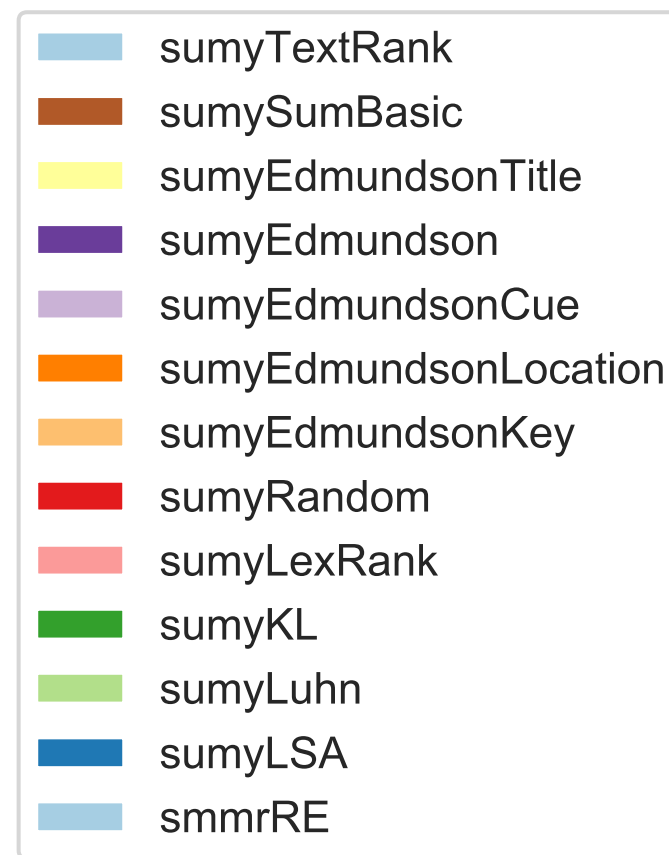 sumyTextRank
sumySumBasic
sumyEdmundsonTitle
sumyEdmundson
sumyEdmundsonCue
sumyEdmundsonLocation
sumyEdmundsonKey
sumyRandom
sumyLexRank
sumyKL
sumyLuhn
sumyLSA
smmrRE